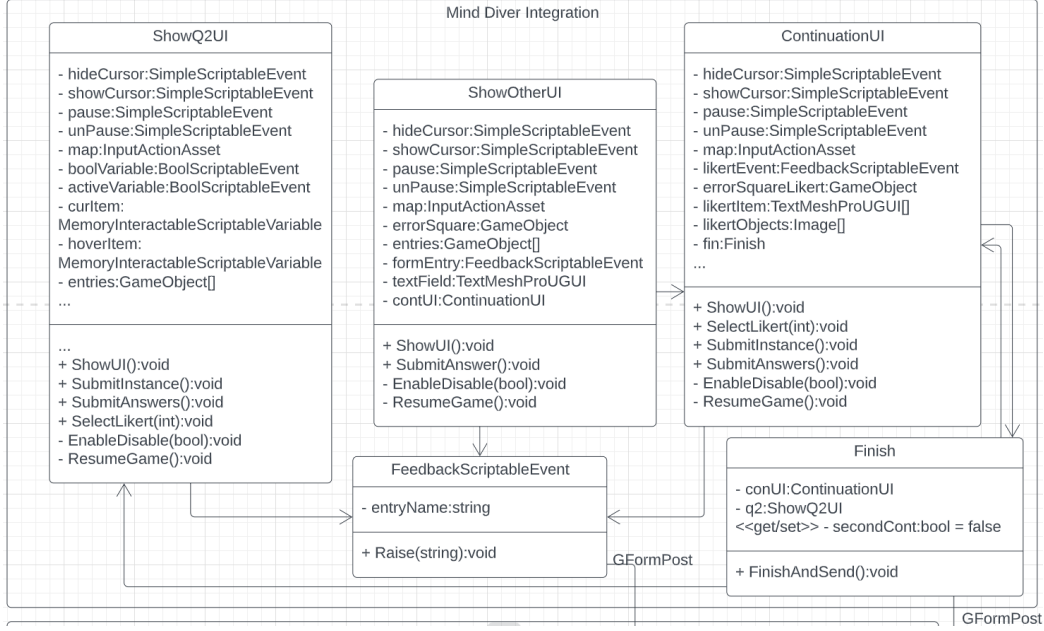 Mind Diver Integration
ShowQ2UI
- hideCursor:SimpleScriptableEvent
- showCursor:SimpleScriptableEvent
- pause:SimpleScriptableEvent
- unPause:SimpleScriptableEvent
- map:InputActionAsset
- boolVariable:BoolScriptableEvent
- activeVariable:BoolScriptableEvent
- curItem:
MemoryInteractableScriptableVariable
- hoverItem:
MemoryInteractableScriptableVariable
- entries:GameObject[]
...
...
+ ShowUI():void
+ SubmitInstance():void
+ SubmitAnswers():void
+ SelectLikert(int):void
- EnableDisable(bool):void
- ResumeGame():void
ShowOtherUI
- hideCursor:SimpleScriptableEvent
- showCursor:SimpleScriptableEvent
- pause:SimpleScriptableEvent
- unPause:SimpleScriptableEvent
- map:InputActionAsset
- errorSquare:GameObject
- entries:GameObject[]
- formEntry:FeedbackScriptableEvent
- textField:TextMeshProUGUI
- contUI:ContinuationUI
+ ShowUI():void
+ SubmitAnswer():void
- EnableDisable(bool):void
- ResumeGame():void
ContinuationUI
- hideCursor:SimpleScriptableEvent
- showCursor:SimpleScriptableEvent
- pause:SimpleScriptableEvent
- unPause:SimpleScriptableEvent
- map:InputActionAsset
- likertEvent:FeedbackScriptableEvent
- errorSquareLikert:GameObject
- likertItem:TextMeshProUGUI[]
- likertObjects:Image[]
- fin:Finish
...
+ ShowUI():void
+ SelectLikert(int):void
+ SubmitInstance():void
+ SubmitAnswers():void
- EnableDisable(bool):void
- ResumeGame():void
FeedbackScriptableEvent
- entryName:string
+ Raise(string):void
GFormPost
Finish
- conUI:ContinuationUI
- q2:ShowQ2UI
<<get/set>> - secondCont:bool = false
+ FinishAndSend():void
GFormPost